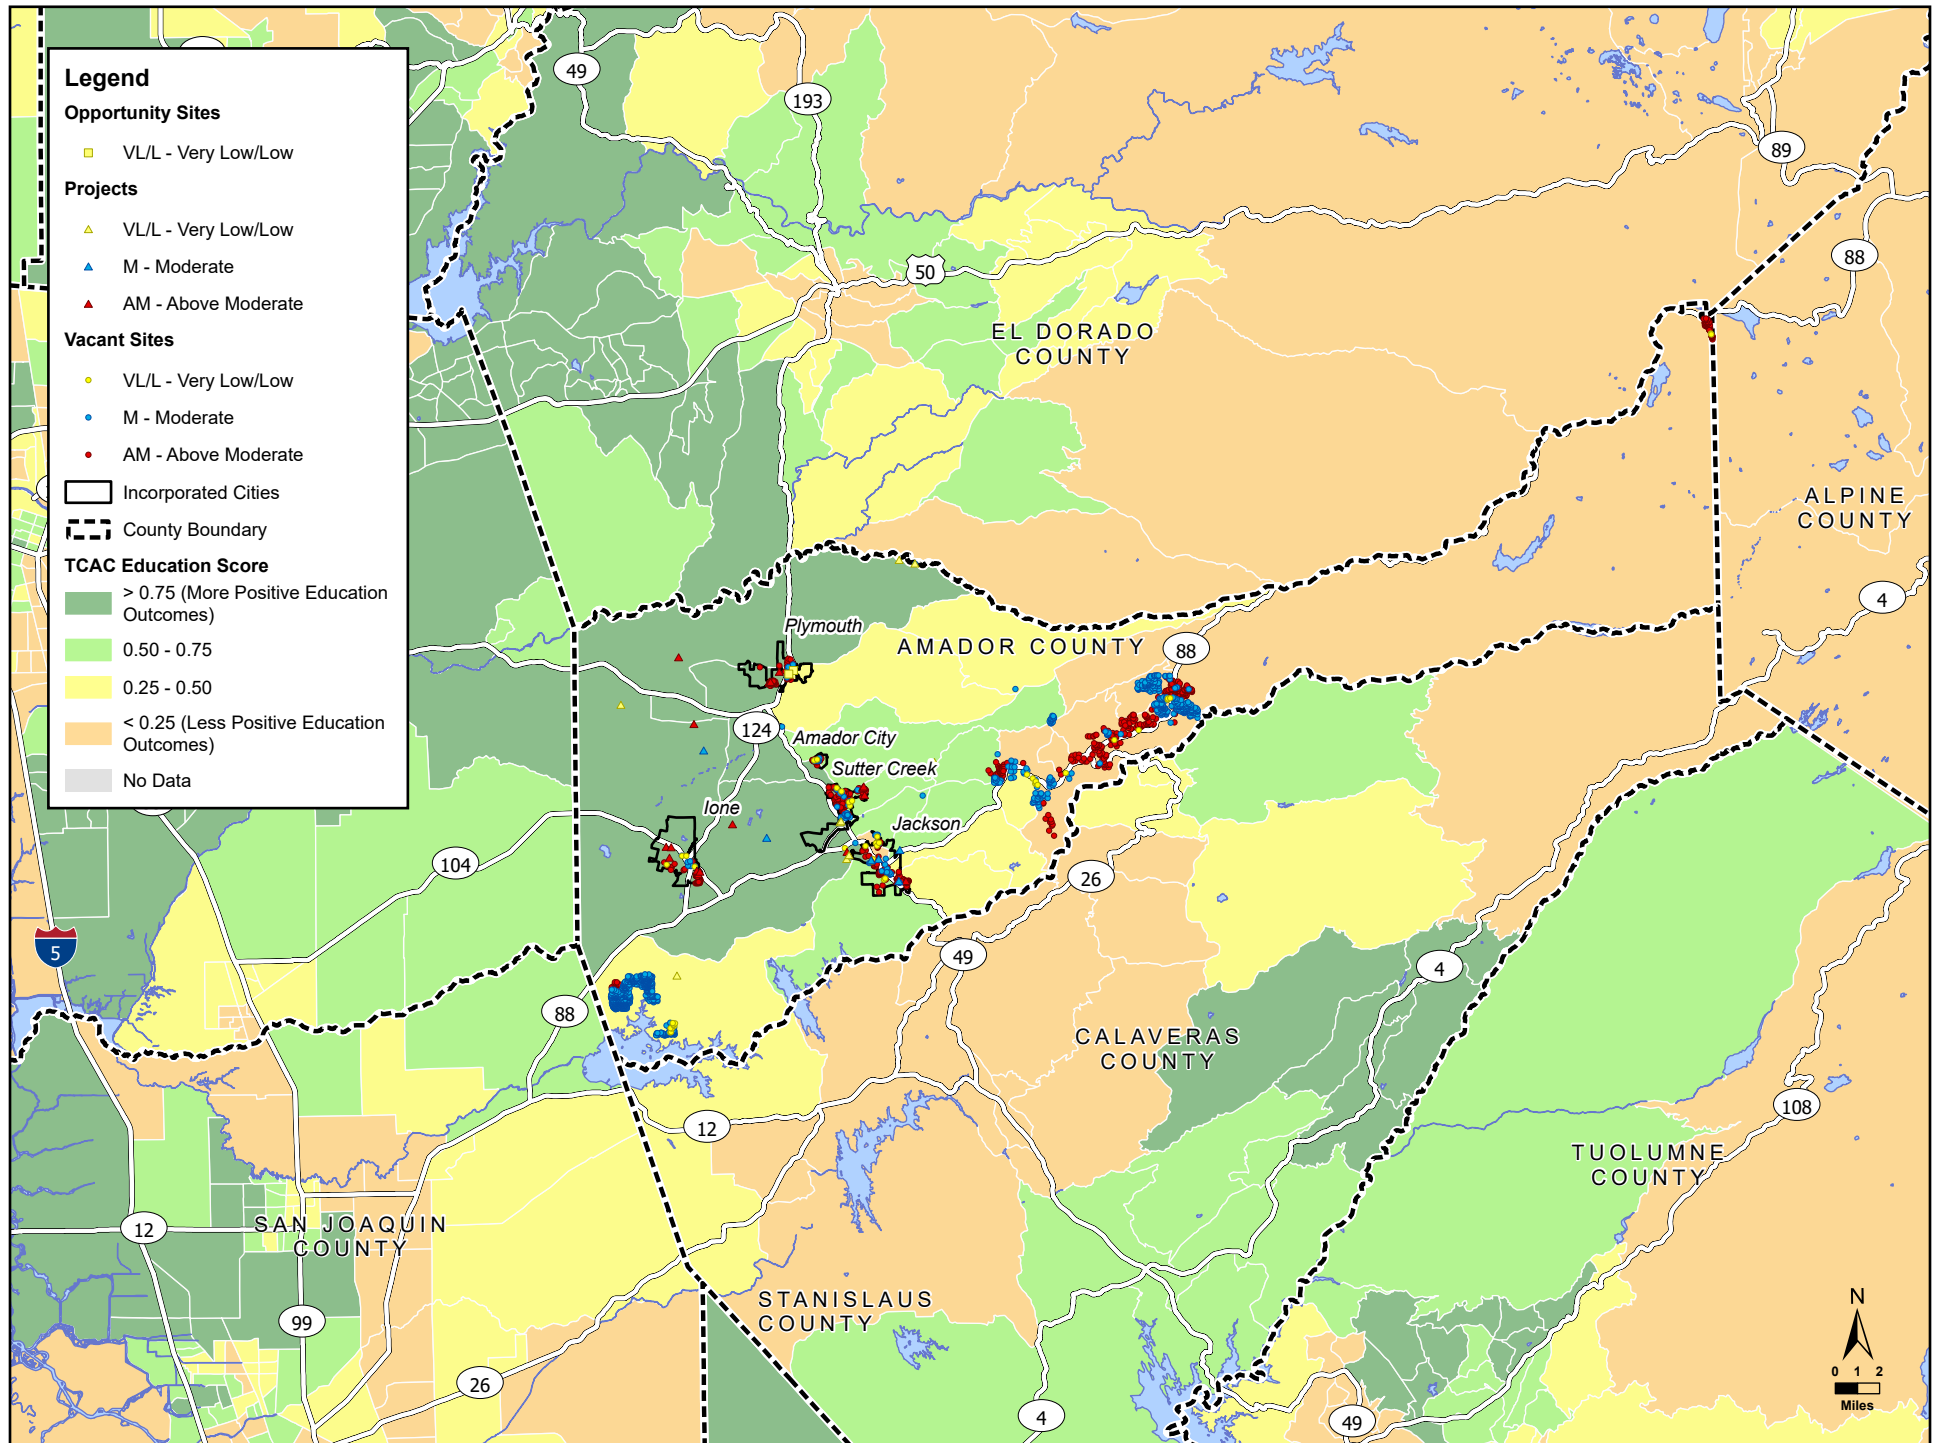 Legend
Opportunity Sites
VL/L - Very Low/Low
Projects
VL/L - Very Low/Low
M - Moderate
AM - Above Moderate
Vacant Sites
VL/L - Very Low/Low
M - Moderate
AM - Above Moderate
Incorporated Cities
County Boundary
TCAC Education Score
> 0.75 (More Positive Education
Outcomes)
0.50 - 0.75
0.25 - 0.50
< 0.25 (Less Positive Education
Outcomes)
No Data
49
193
89
88
50
EL DORADO
COUNTY
ALPINE
COUNTY
4
Plymouth
AMADOR COUNTY
88
124
Amador City
Sutter Creek
Ione
Jackson
104
26
5
49
4
88
CALAVERAS
COUNTY
12
108
TUOLUMNE
COUNTY
12
SAN JOAQUIN
COUNTY
STANISLAUS
COUNTY
99
26
4
49
N
0 1 2
Miles